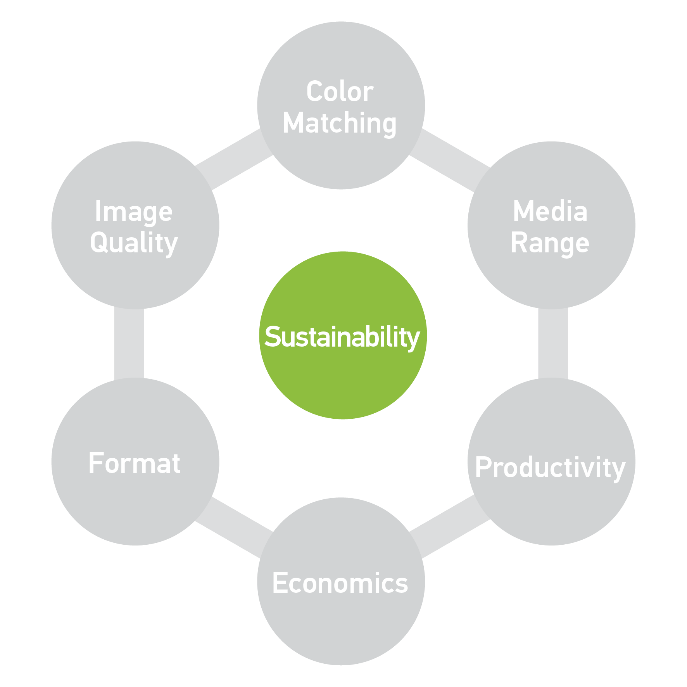 Color
Matching
Image
Quality
Media
Range
Sustainability
Format
Productivity
Economics